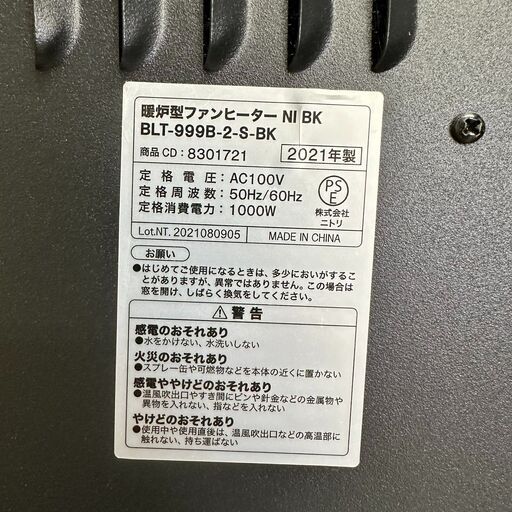 暖炉型ファンヒーター NI BK
BLT-999B-2-S-BK
商品CD:8301721 2021年製
定格電圧:AC100V
定格周波数:50Hz/60Hz
定格消費電力:1000W
PSE
株式会社
ニトリ
Lot.NT. 2021080905 MADE IN CHINA
お願い
●はじめてご使用になるときは、多少においがするこ
とがありますが、異常ではありません。この場合は
窓を開け、しばらく換気をしてください。
警告
感電のおそれあり
●水をかけない、水洗いしない
火災のおそれあり
●スプレー缶や可燃物などを本体の近くに置かない
感電ややけどのおそれあり
●温風吹出口やすき間にピンや針金などの金属物や
異物を入れない、指などを入れない
やけどのおそれあり
●使用中や使用直後は、温風吹出口などの高温部に
触れない、持ち運ばない